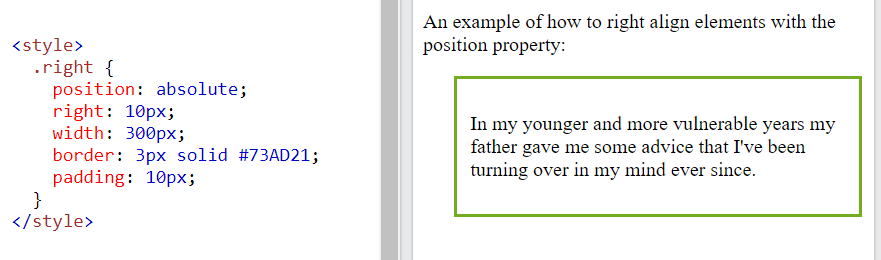 <style>
  .right {
    position: absolute;
    right: 10px;
    width: 300px;
    border: 3px solid #73AD21;
    padding: 10px;
  }
</style>
An example of how to right align elements with the
position property:
In my younger and more vulnerable years my
father gave me some advice that I've been
turning over in my mind ever since.